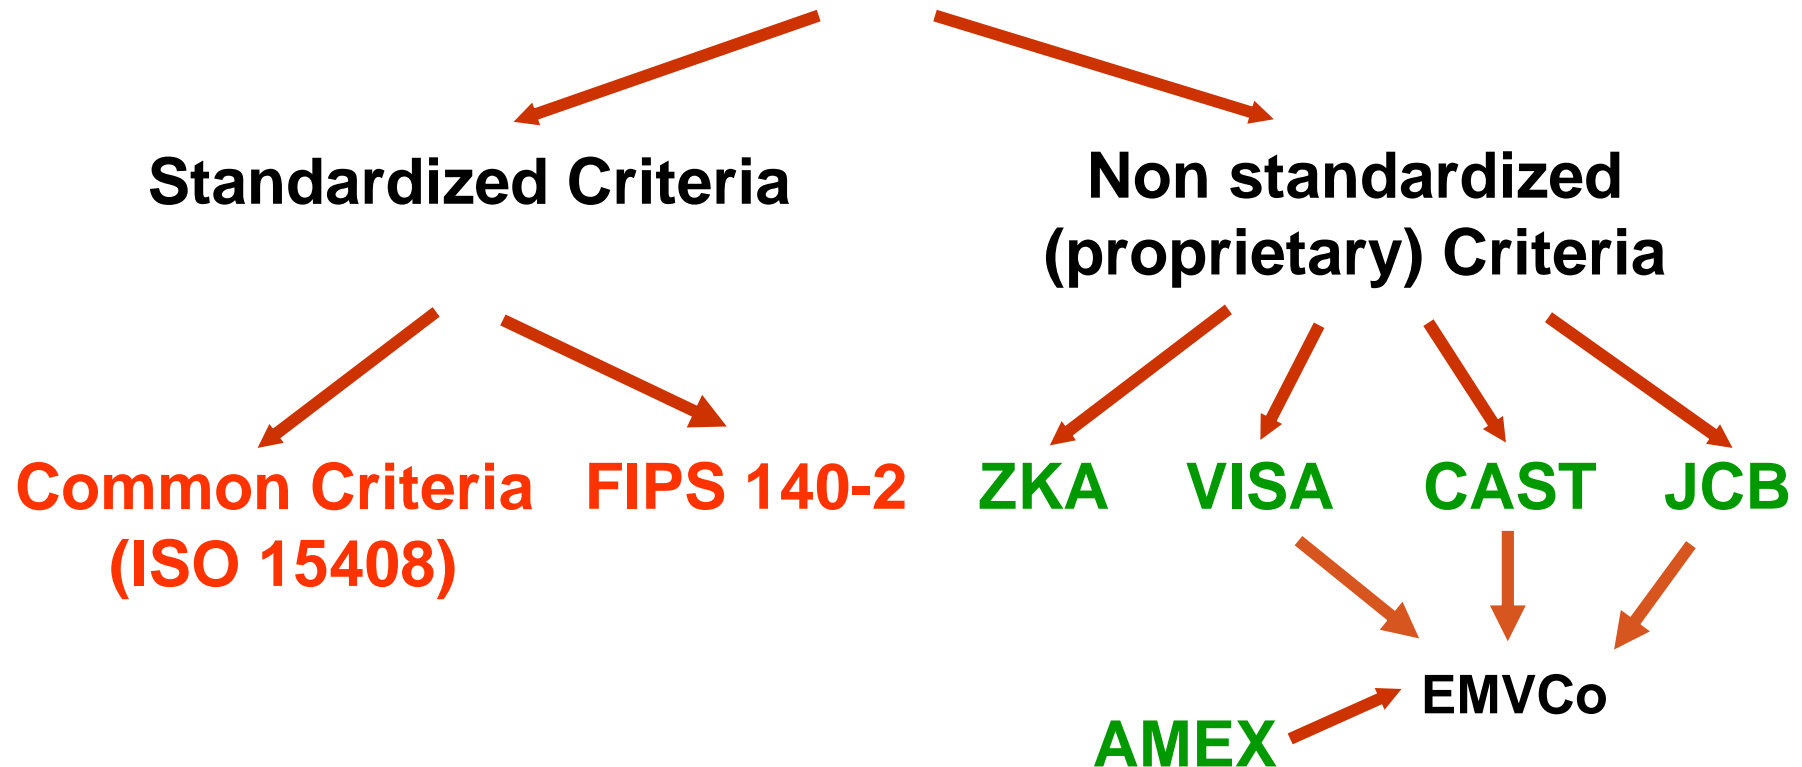 Standardized Criteria
Non standardized
(proprietary) Criteria
Common Criteria
(ISO 15408)
FIPS 140-2
ZKA
VISA
CAST
JCB
EMVCo
AMEX